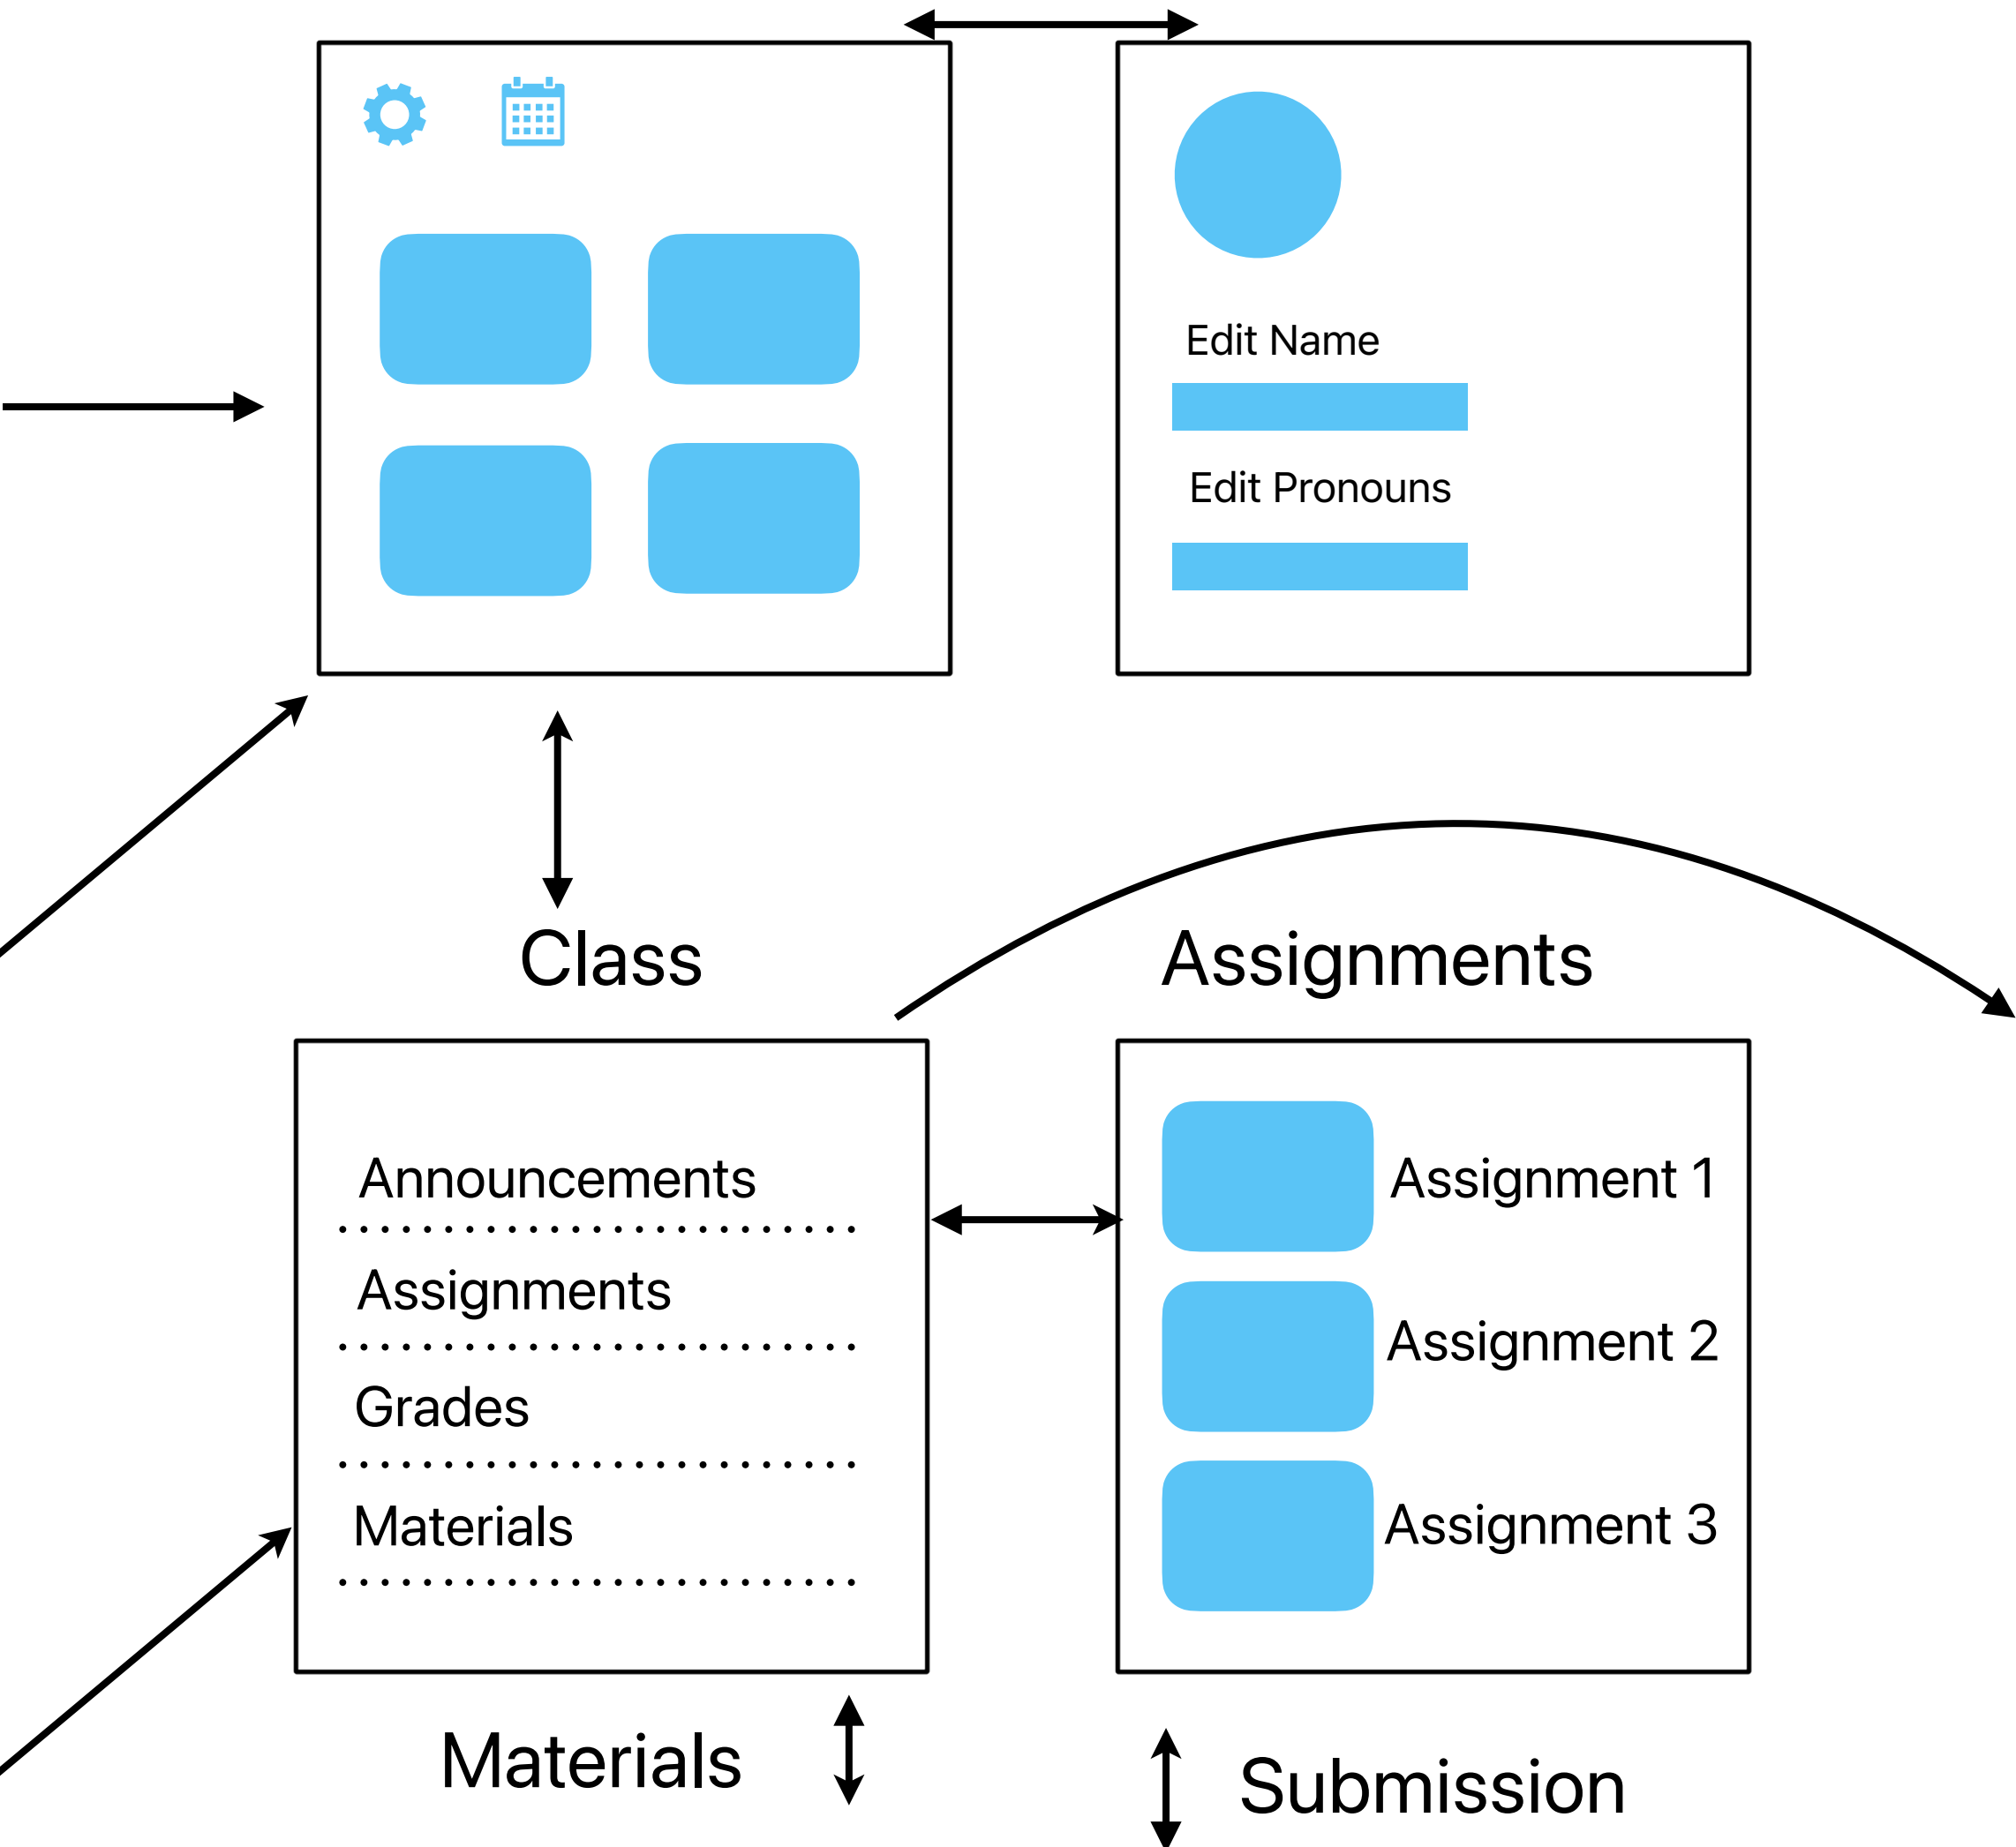 Edit Name
Edit Pronouns
Class
Assignments
Announcements
Assignments
Grades
Materials
Assignment 1
Assignment 2
Assignment 3
Materials
Submission